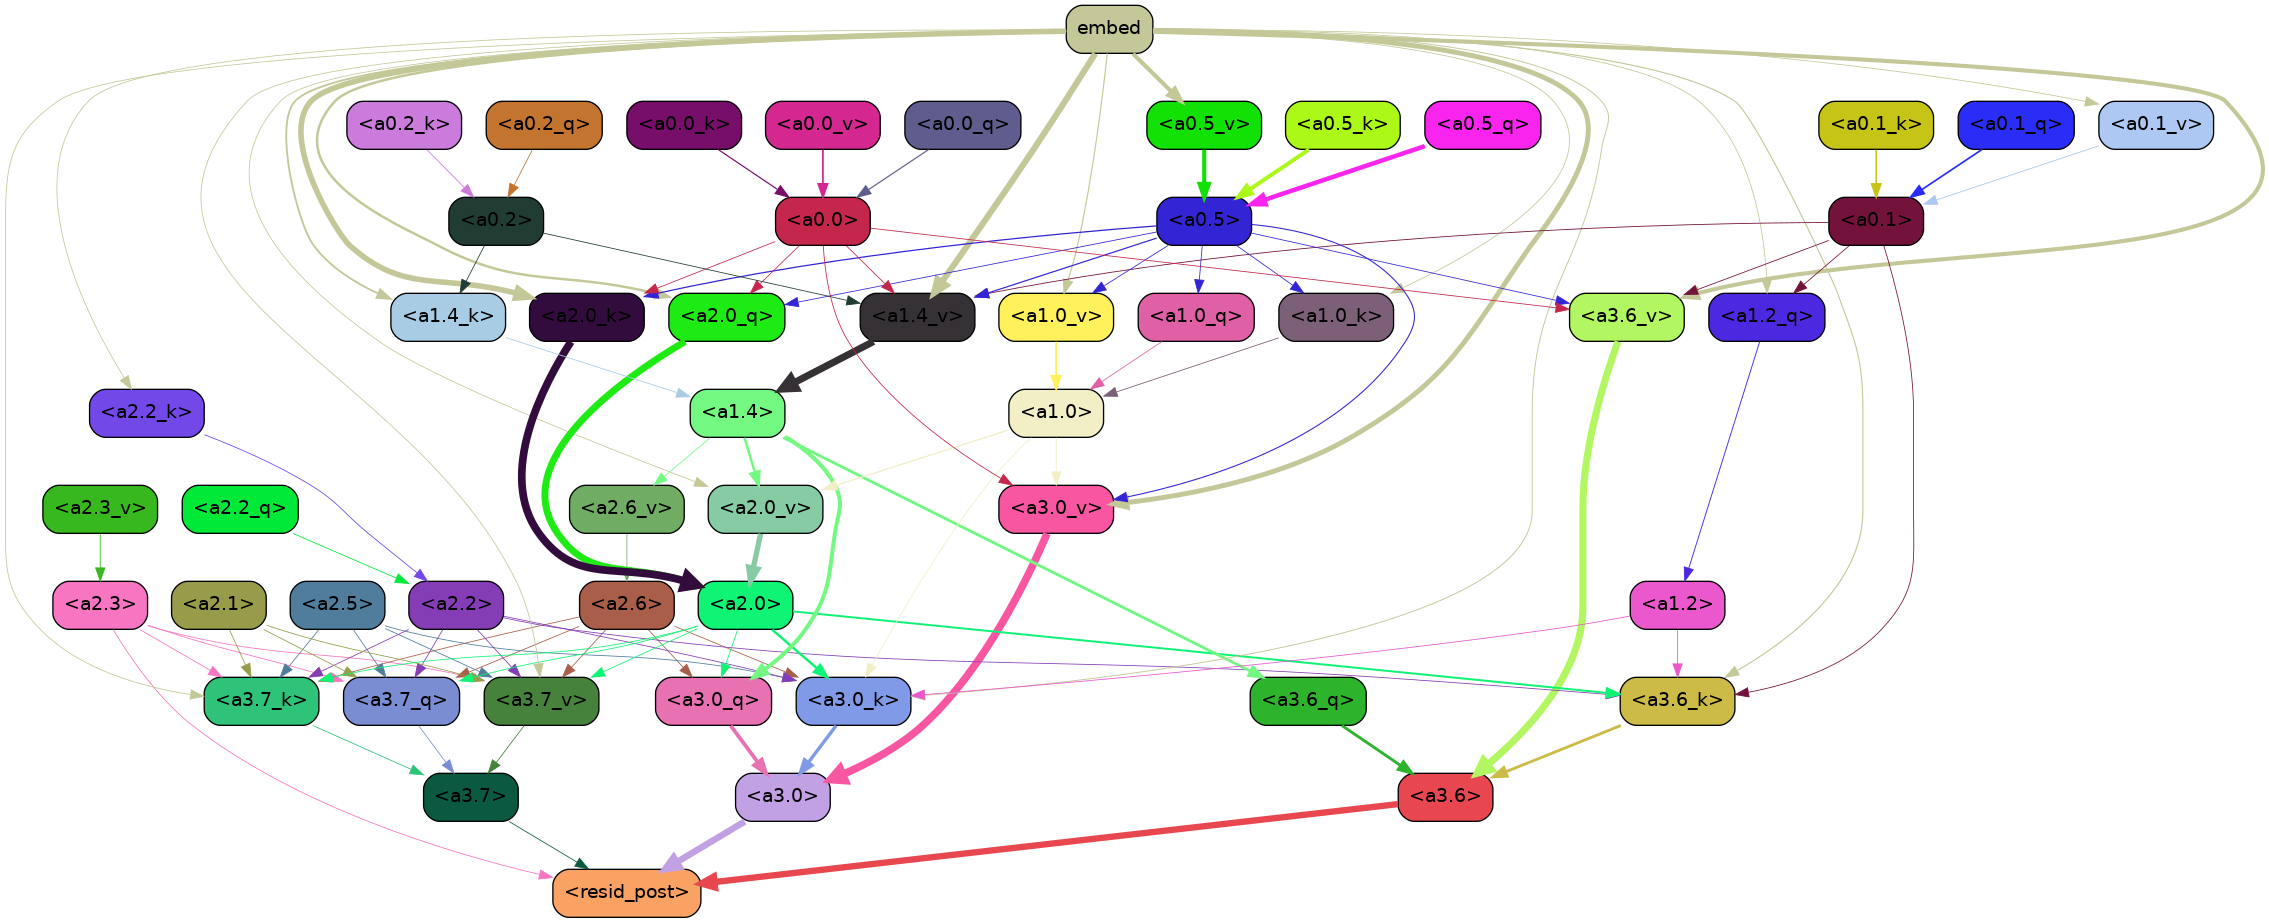 embed
<a0.2_k> <a0.2_q> <a0.0_k> <a0.0_v> <a0.0_q> <a0.5_v> <a0.5_k> <a0.5_q> <a0.1_k> <a0.1_q> <a0.1_v>
<a0.2> <a0.0> <a0.5> <a0.1>
<a1.4_k> <a2.0_k> <a2.0_q> <a1.4_v> <a1.0_v> <a1.0_q> <a1.0_k> <a3.6_v> <a1.2_q>
<a2.2_k> <a1.4> <a1.0>
<a2.3_v> <a2.2_q> <a2.6_v> <a2.0_v> <a3.0_v>
<a2.3> <a2.1> <a2.5> <a2.2> <a2.6> <a2.0> <a1.2>
<a3.7_k> <a3.7_q> <a3.7_v> <a3.0_q> <a3.0_k> <a3.6_q> <a3.6_k>
<a3.7> <a3.0> <a3.6>
<resid_post>